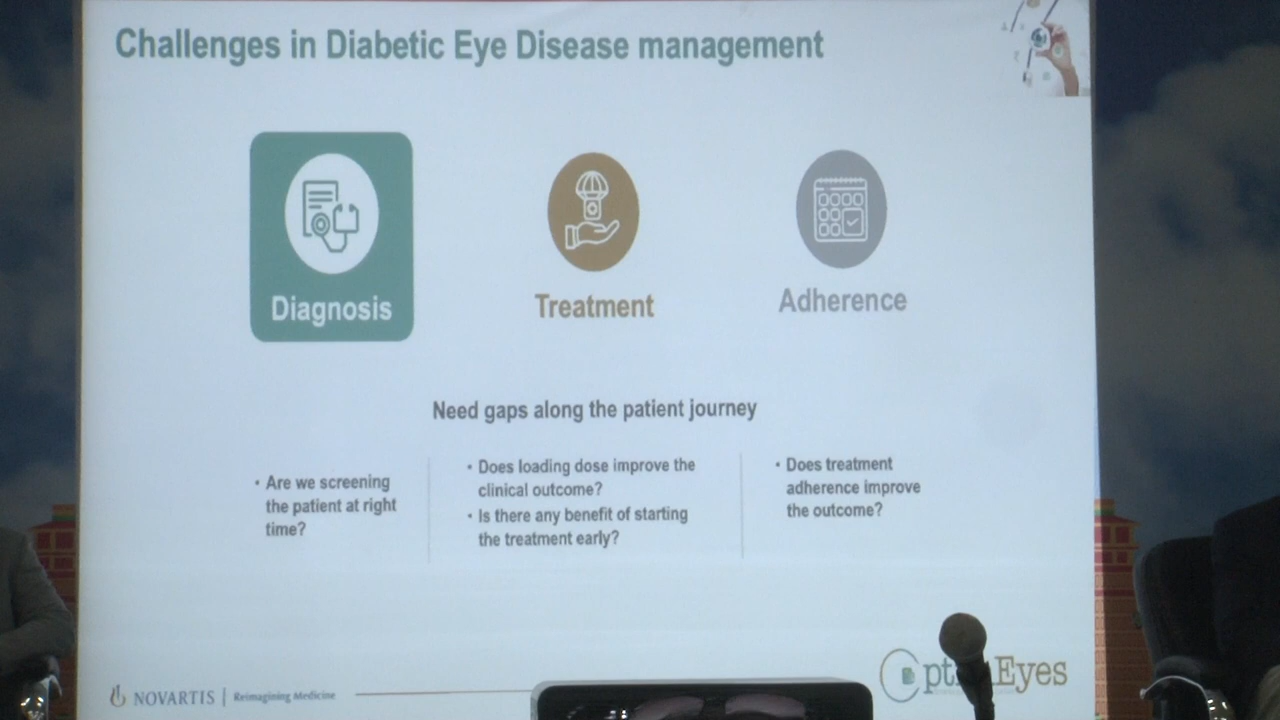 Challenges in Diabetic Eye Disease management
Diagnosis
Treatment
Adherence
Need gaps along the patient journey
• Are we screening
the patient at right
time?
• Does loading dose improve the
clinical outcome?
• Is there any benefit of starting
the treatment early?
• Does treatment
adherence improve
the outcome?
NOVARTIS | Reimagining Medicine
Eyes